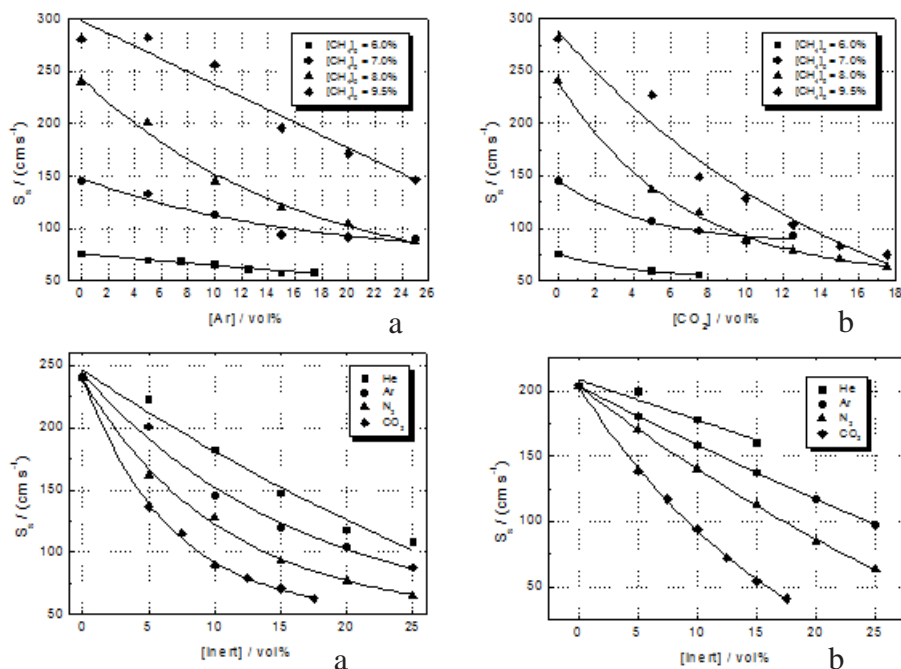 300
250
200
150
100
50
S_n / (cm s⁻¹)
[CH₄]₀ = 6.0%
[CH₄]₀ = 7.0%
[CH₄]₀ = 8.0%
[CH₄]₀ = 9.5%
0 2 4 6 8 10 12 14 16 18 20 22 24 26
[Ar] / vol%
a
300
250
200
150
100
50
S_n / (cm s⁻¹)
[CH₄]₀ = 6.0%
[CH₄]₀ = 7.0%
[CH₄]₀ = 8.0%
[CH₄]₀ = 9.5%
0 2 4 6 8 10 12 14 16 18
[CO₂] / vol%
b
250
200
150
100
50
S_n / (cm s⁻¹)
He
Ar
N₂
CO₂
0 5 10 15 20 25
[Inert] / vol%
a
200
150
100
50
S_n / (cm s⁻¹)
He
Ar
N₂
CO₂
0 5 10 15 20 25
[Inert] / vol%
b